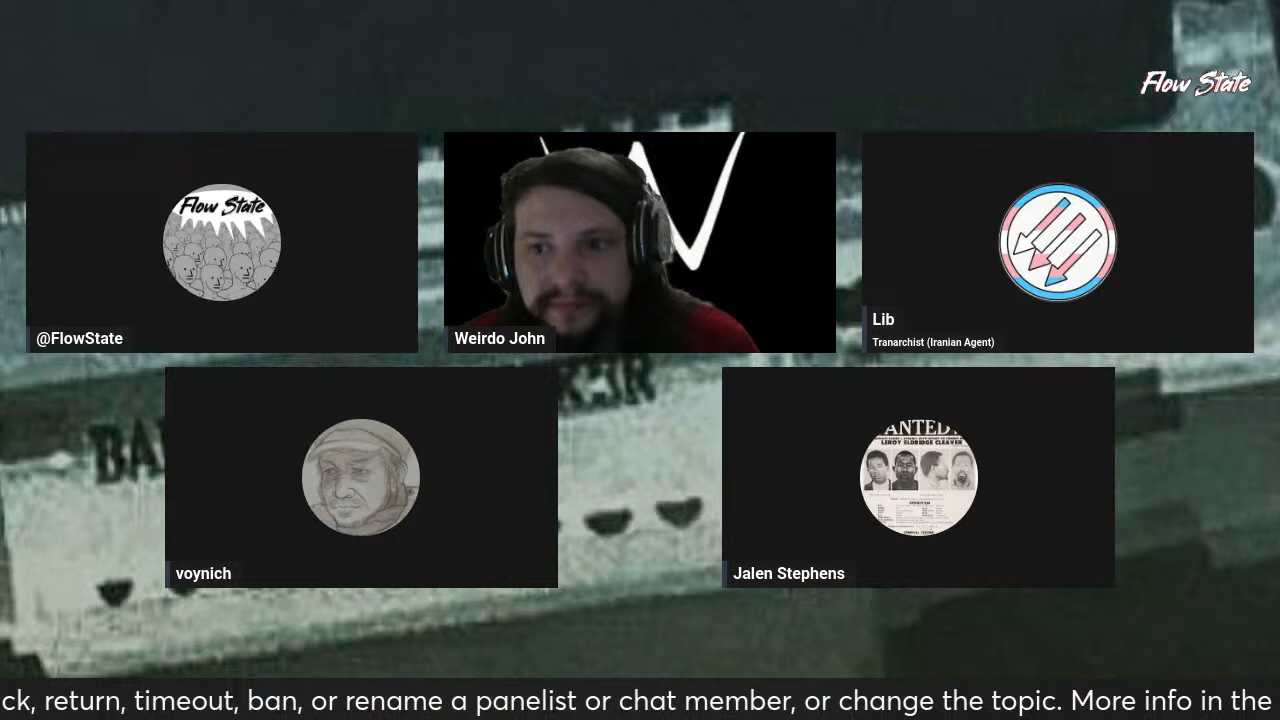 Flow State
Flow State
@FlowState
Weirdo John
Lib
Tranarchist (Iranian Agent)
BA
voynich
WANTED
LEROY ELDRIDGE CLEAVER
Jalen Stephens
ck, return, timeout, ban, or rename a panelist or chat member, or change the topic. More info in the